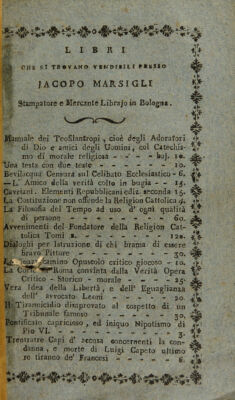 LIBRI
CHE SI TROVANO VENDIBILI PRESSO
JACOPO MARSIGLI
Stampatore e Mercante Librajo in Bologna.
Manuale dei Teofilantropi, cioè degli Adoratori
di Dio e amici degli Uomini, col Catechis-
mo di morale religiosa - - - - baj. 10.
Una testa con due teste - - - - - 10.
Bevilacqua Censura sul Celibato Ecclesiastico - 6.
—L' Amico della verità colto in bugia - - 15.
Cavriani. Elementi Repubblicani ediz. seconda 15.
La Costituzione non offende la Religion Cattolica 4.
La Filosofia del Tempo ad uso d' ogni qualità
di persone - - - - - - - 60.
Avvenimenti del Fondatore della Religion Cat-
tolica Tomi 2. - - - - - - 120.
Dialoghi per Istruzione di chi brama di essere
bravo Pittore - - - - - - 30.
camino Opuscolo critico giocoso - - 10.
La Roma convinta dalla Verità Opera
Critico - Storico - morale - - - 25.
Vera Idea della Libertà, e dell' Eguaglianza
dell' avvocato Leoni - - - - - 20.
Il Tirannicidio disaprovato al cospetto di un
Tribunale famoso - - - - - 30.
Pontificato capricioso, ed iniquo Nipotismo di
Pio VI. - - - - - - - 3.
Trentatre Capi d' accusa concernenti la con-
danna, e morte di Luigi Capeto ultimo
re tiranno de' Francesi - - - - 6.